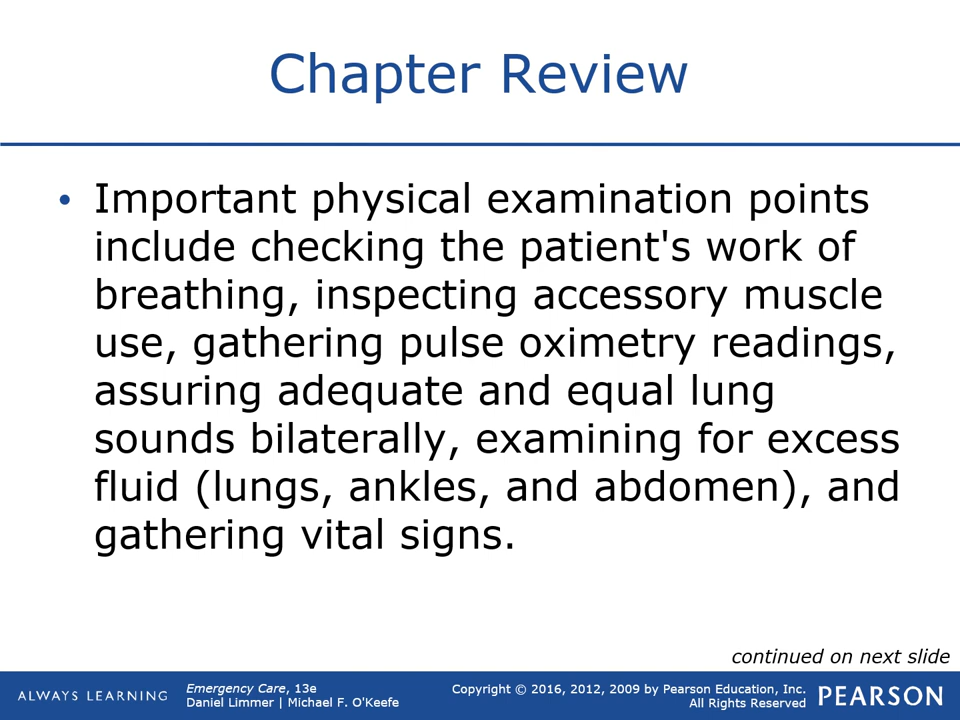 Chapter Review
• Important physical examination points
include checking the patient's work of
breathing, inspecting accessory muscle
use, gathering pulse oximetry readings,
assuring adequate and equal lung
sounds bilaterally, examining for excess
fluid (lungs, ankles, and abdomen), and
gathering vital signs.
continued on next slide
ALWAYS LEARNING
Emergency Care, 13e
Daniel Limmer | Michael F. O'Keefe
Copyright © 2016, 2012, 2009 by Pearson Education, Inc.
All Rights Reserved
PEARSON